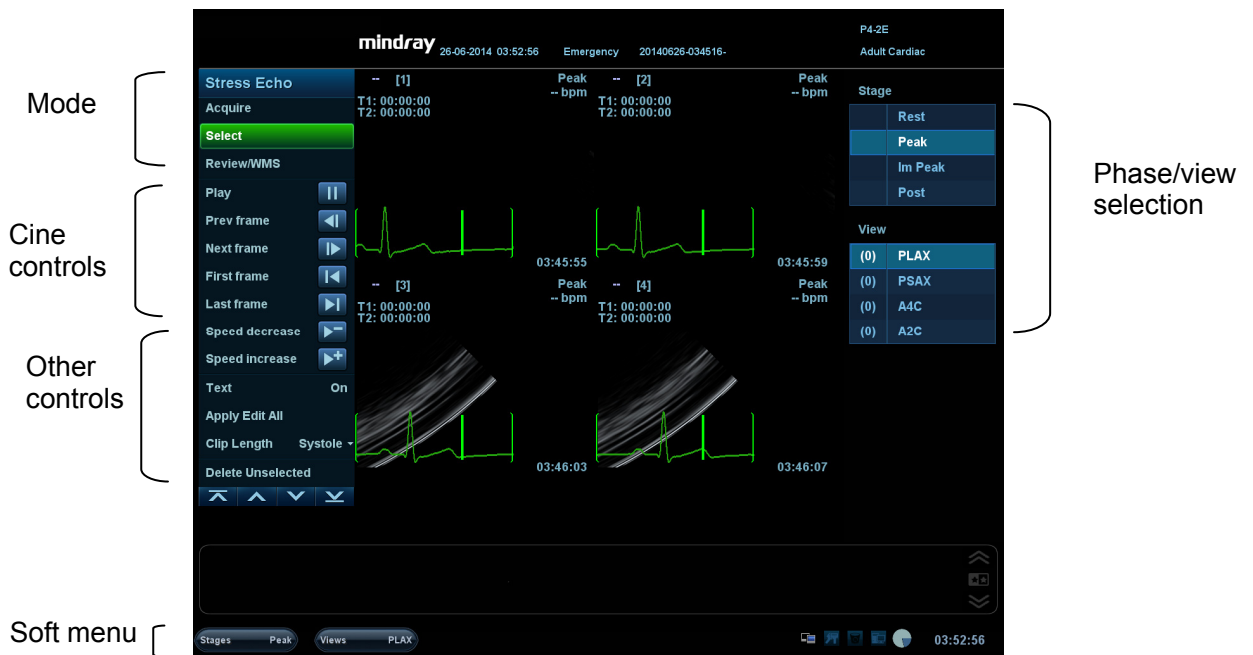 mindray 26-06-2014 03:52:56 Emergency 20140626-034516-
P4-2E
Adult Cardiac
Mode
Cine
controls
Other
controls
Soft menu
Stress Echo
Acquire
Select
Review/WMS
Play
Prev frame
Next frame
First frame
Last frame
Speed decrease
Speed increase
Text On
Apply Edit All
Clip Length Systole
Delete Unselected
-- [1] Peak
-- bpm
T1: 00:00:00
T2: 00:00:00
03:45:55
-- [2] Peak
-- bpm
T1: 00:00:00
T2: 00:00:00
03:45:59
-- [3] Peak
-- bpm
T1: 00:00:00
T2: 00:00:00
03:46:03
-- [4] Peak
-- bpm
T1: 00:00:00
T2: 00:00:00
03:46:07
Stage
Rest
Peak
Im Peak
Post
View
(0) PLAX
(0) PSAX
(0) A4C
(0) A2C
Phase/view
selection
Stages Peak
Views PLAX
03:52:56